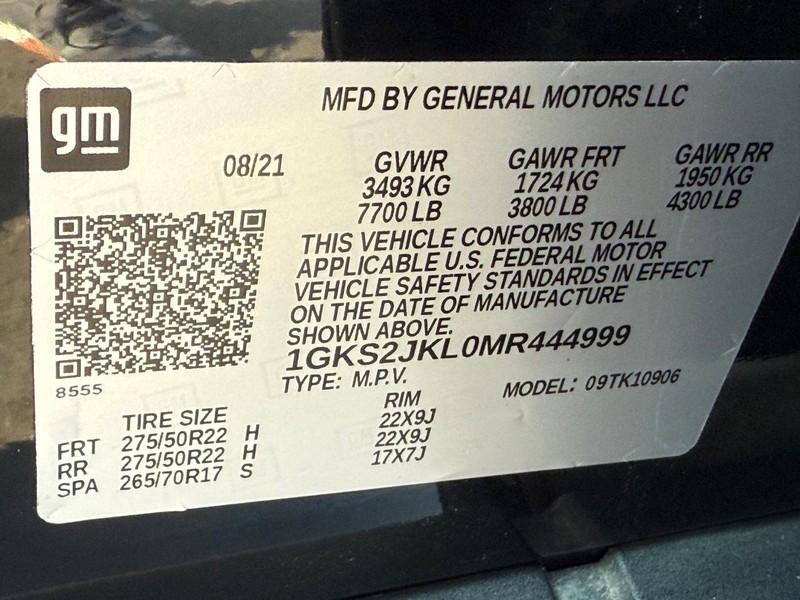 gm
MFD BY GENERAL MOTORS LLC
08/21 GVWR GAWR FRT GAWR RR
3493 KG 1724 KG 1950 KG
7700 LB 3800 LB 4300 LB
THIS VEHICLE CONFORMS TO ALL
APPLICABLE U.S. FEDERAL MOTOR
VEHICLE SAFETY STANDARDS IN EFFECT
ON THE DATE OF MANUFACTURE
SHOWN ABOVE.
1GKS2JKL0MR444999
8555
TYPE: M.P.V. MODEL: 09TK10906
TIRE SIZE RIM
FRT 275/50R22 H 22X9J
RR 275/50R22 H 22X9J
SPA 265/70R17 S 17X7J